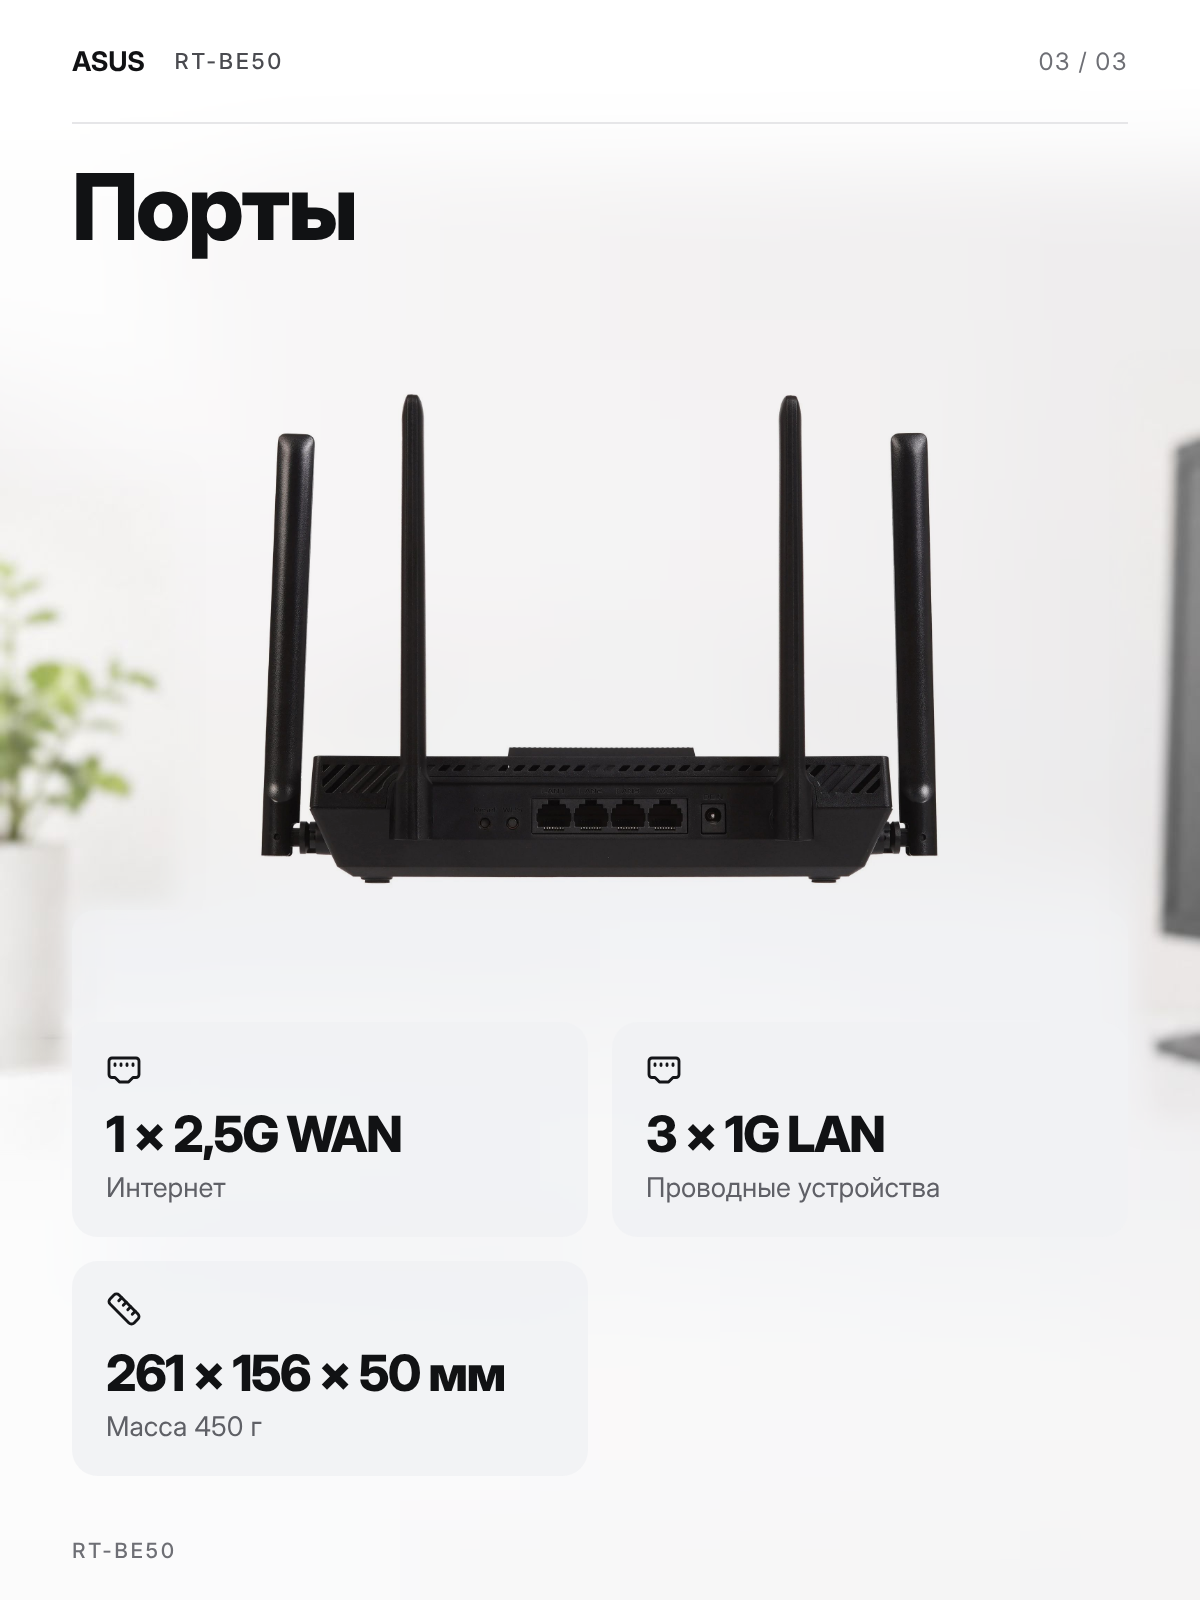 ASUS RT-BE50 03 / 03
Порты
1 × 2,5G WAN
Интернет
3 × 1G LAN
Проводные устройства
261 × 156 × 50 мм
Масса 450 г
RT-BE50